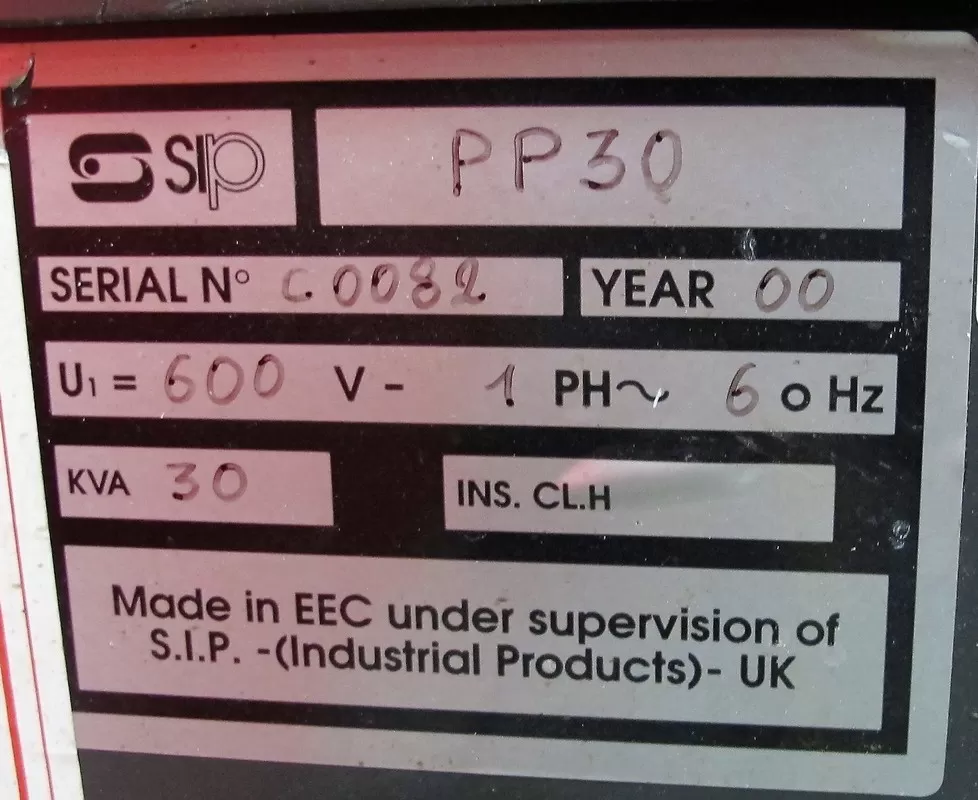 SIP PP30
SERIAL N° C.0082 YEAR 00
U1 = 600 V - 1 PH~ 60 Hz
KVA 30 INS. CL.H
Made in EEC under supervision of
S.I.P. -(Industrial Products)- UK